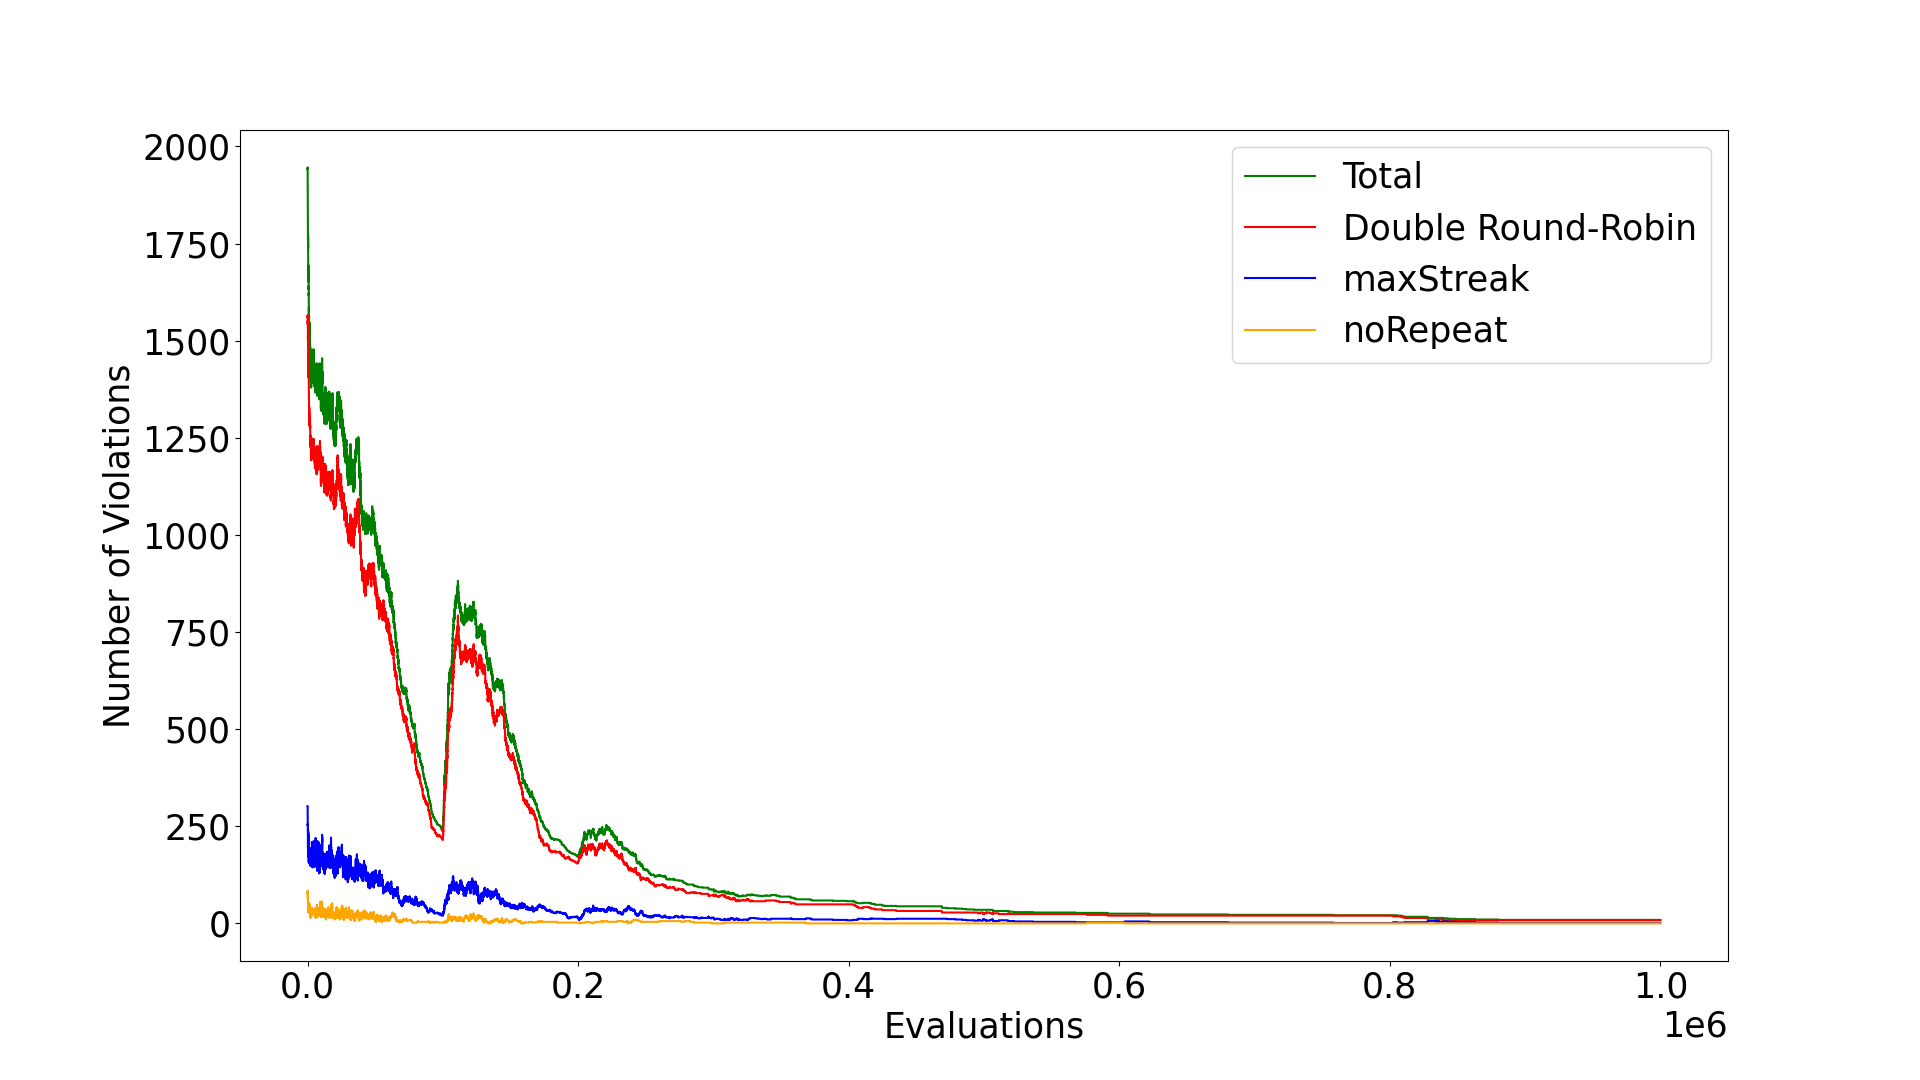 2000
1750
1500
1250
1000
750
500
250
0
Number of Violations
Total
Double Round-Robin
maxStreak
noRepeat
0.0 0.2 0.4 0.6 0.8 1.0
Evaluations
1e6